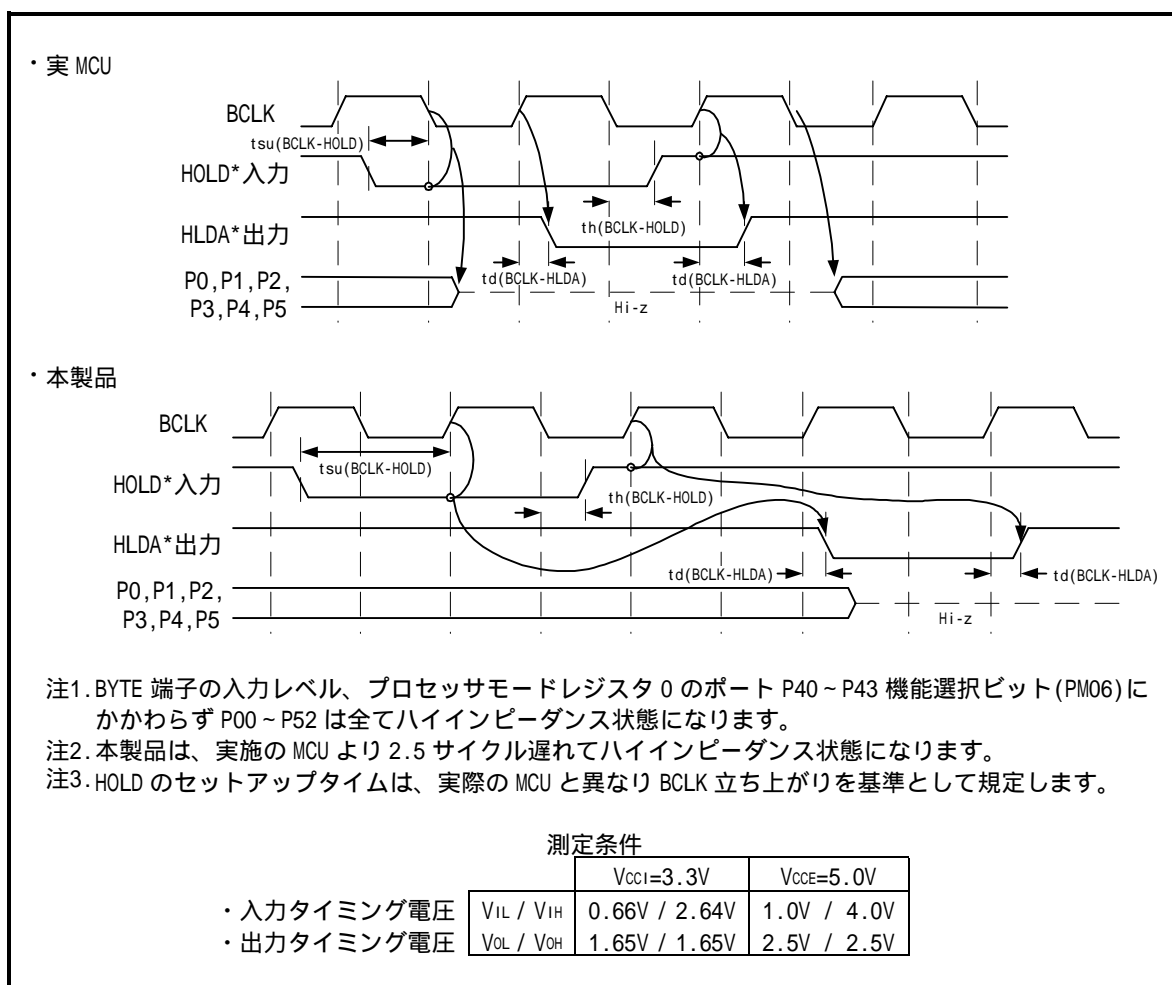 ・実 MCU
BCLK
tsu(BCLK-HOLD)
HOLD*入力
th(BCLK-HOLD)
HLDA*出力
td(BCLK-HLDA) td(BCLK-HLDA)
P0,P1,P2,
P3,P4,P5
Hi-z
・本製品
BCLK
tsu(BCLK-HOLD)
HOLD*入力
th(BCLK-HOLD)
HLDA*出力
td(BCLK-HLDA) td(BCLK-HLDA)
P0,P1,P2,
P3,P4,P5
Hi-z
注1.BYTE 端子の入力レベル、プロセッサモードレジスタ 0 のポート P40～P43 機能選択ビット(PM06)に
かかわらず P00～P52 は全てハイインピーダンス状態になります。
注2.本製品は、実施の MCU より 2.5 サイクル遅れてハイインピーダンス状態になります。
注3.HOLD のセットアップタイムは、実際の MCU と異なり BCLK 立ち上がりを基準として規定します。
測定条件
VCCI=3.3V VCCE=5.0V
・入力タイミング電圧 VIL / VIH 0.66V / 2.64V 1.0V / 4.0V
・出力タイミング電圧 VOL / VOH 1.65V / 1.65V 2.5V / 2.5V